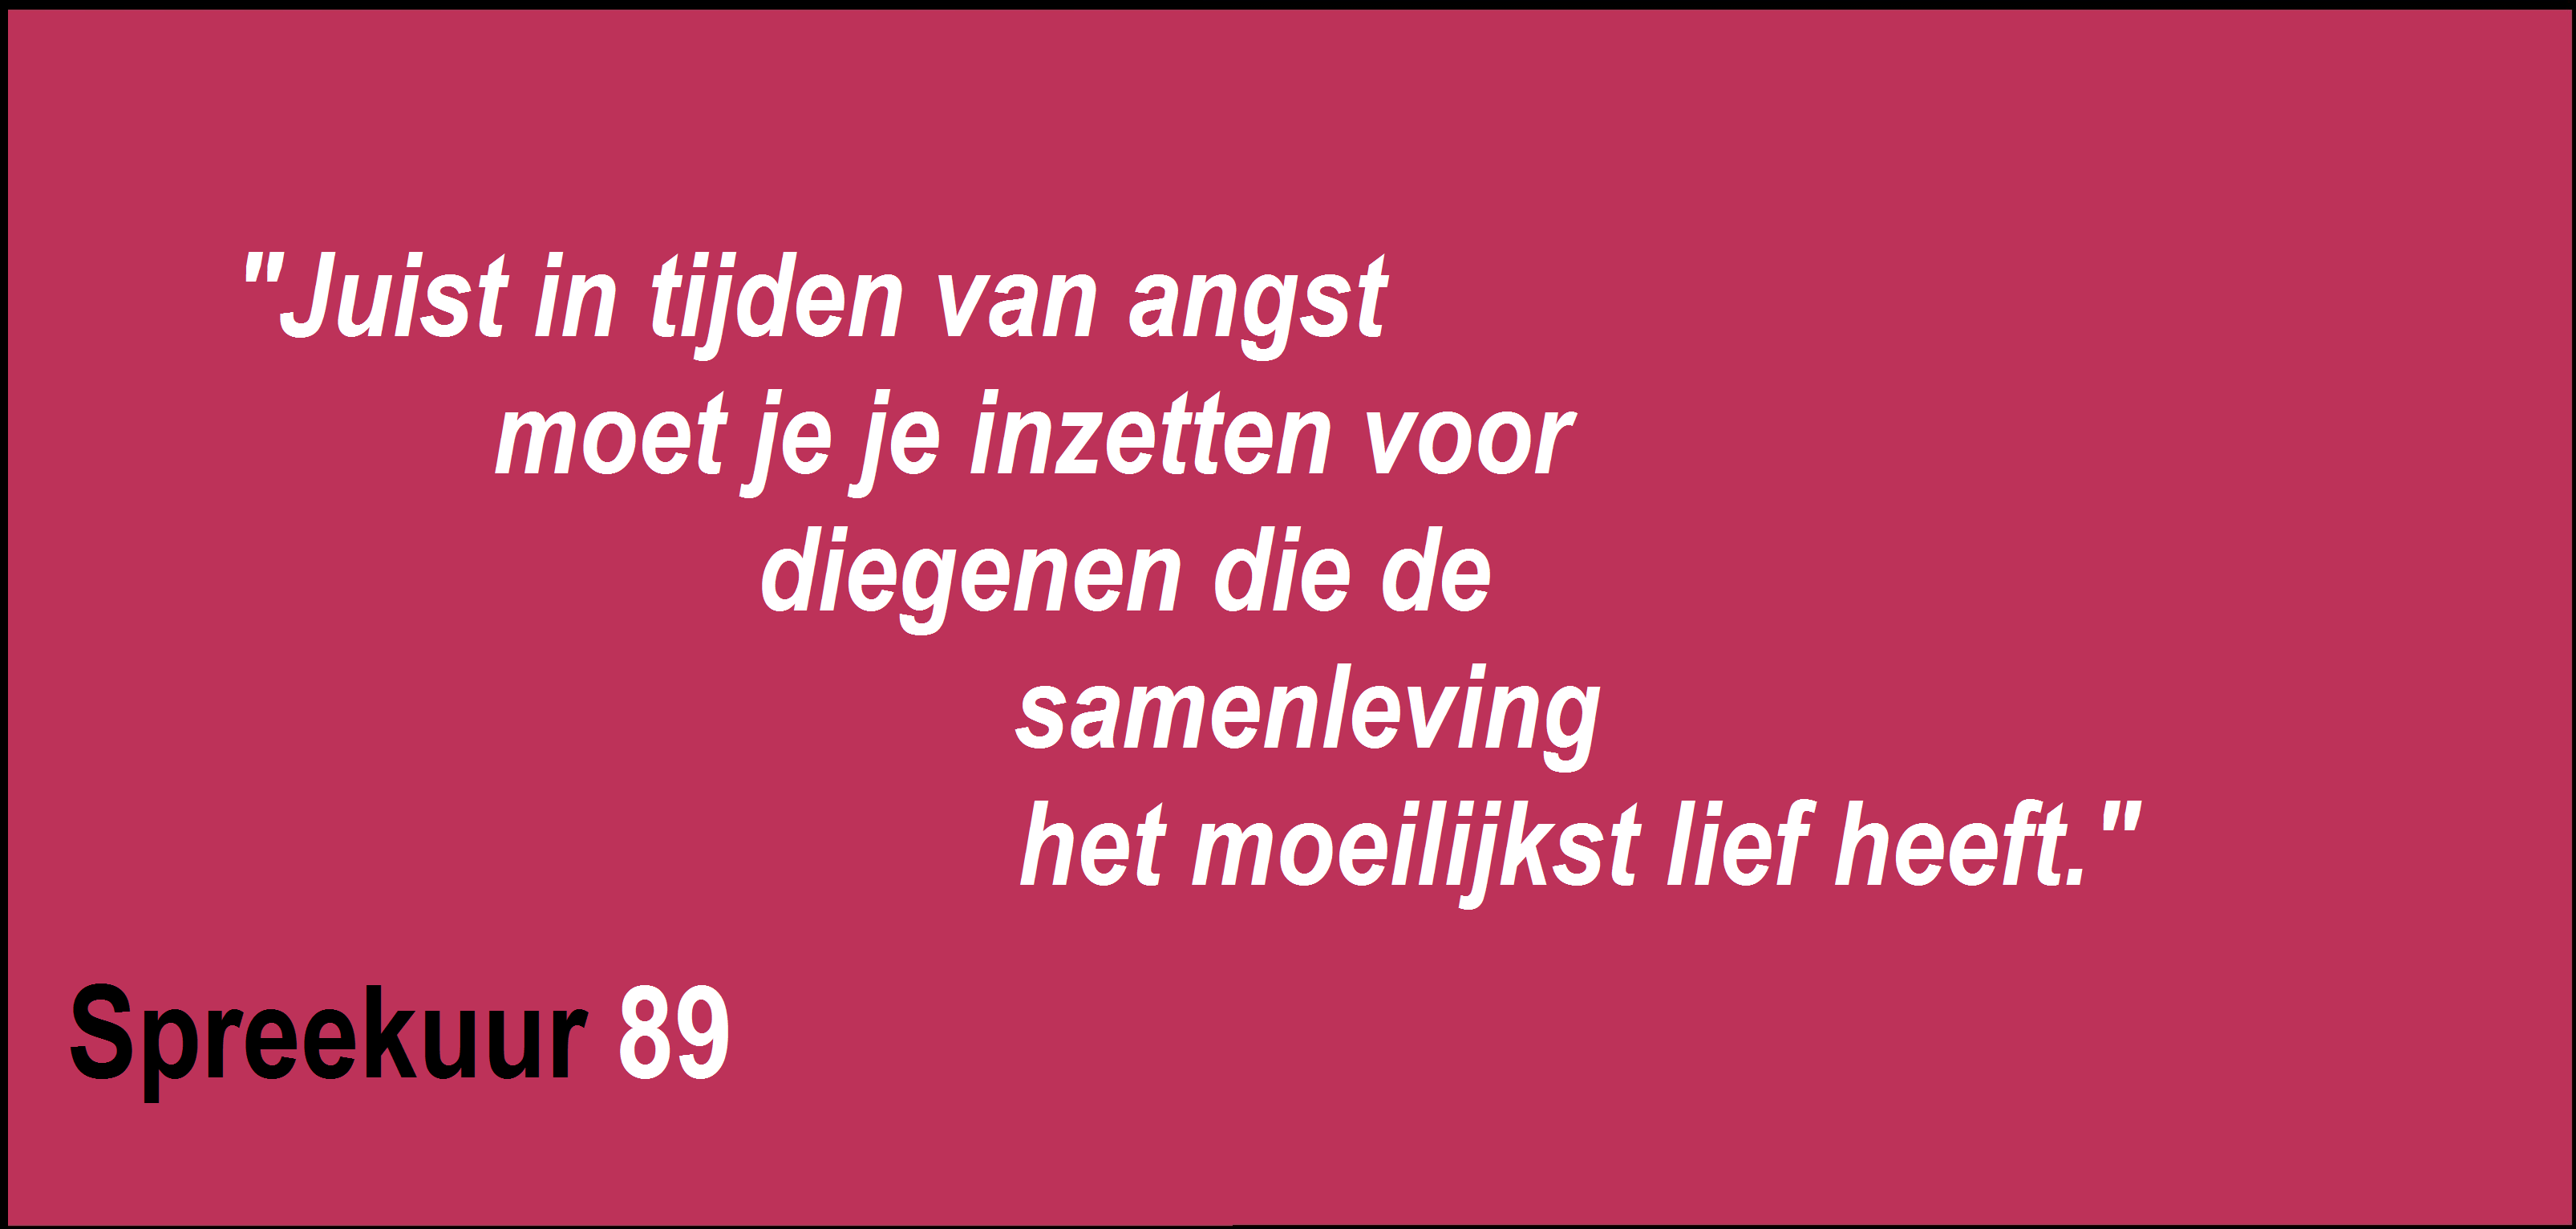 "Juist in tijden van angst
moet je je inzetten voor
diegenen die de
samenleving
het moeilijkst lief heeft."
Spreekuur 89